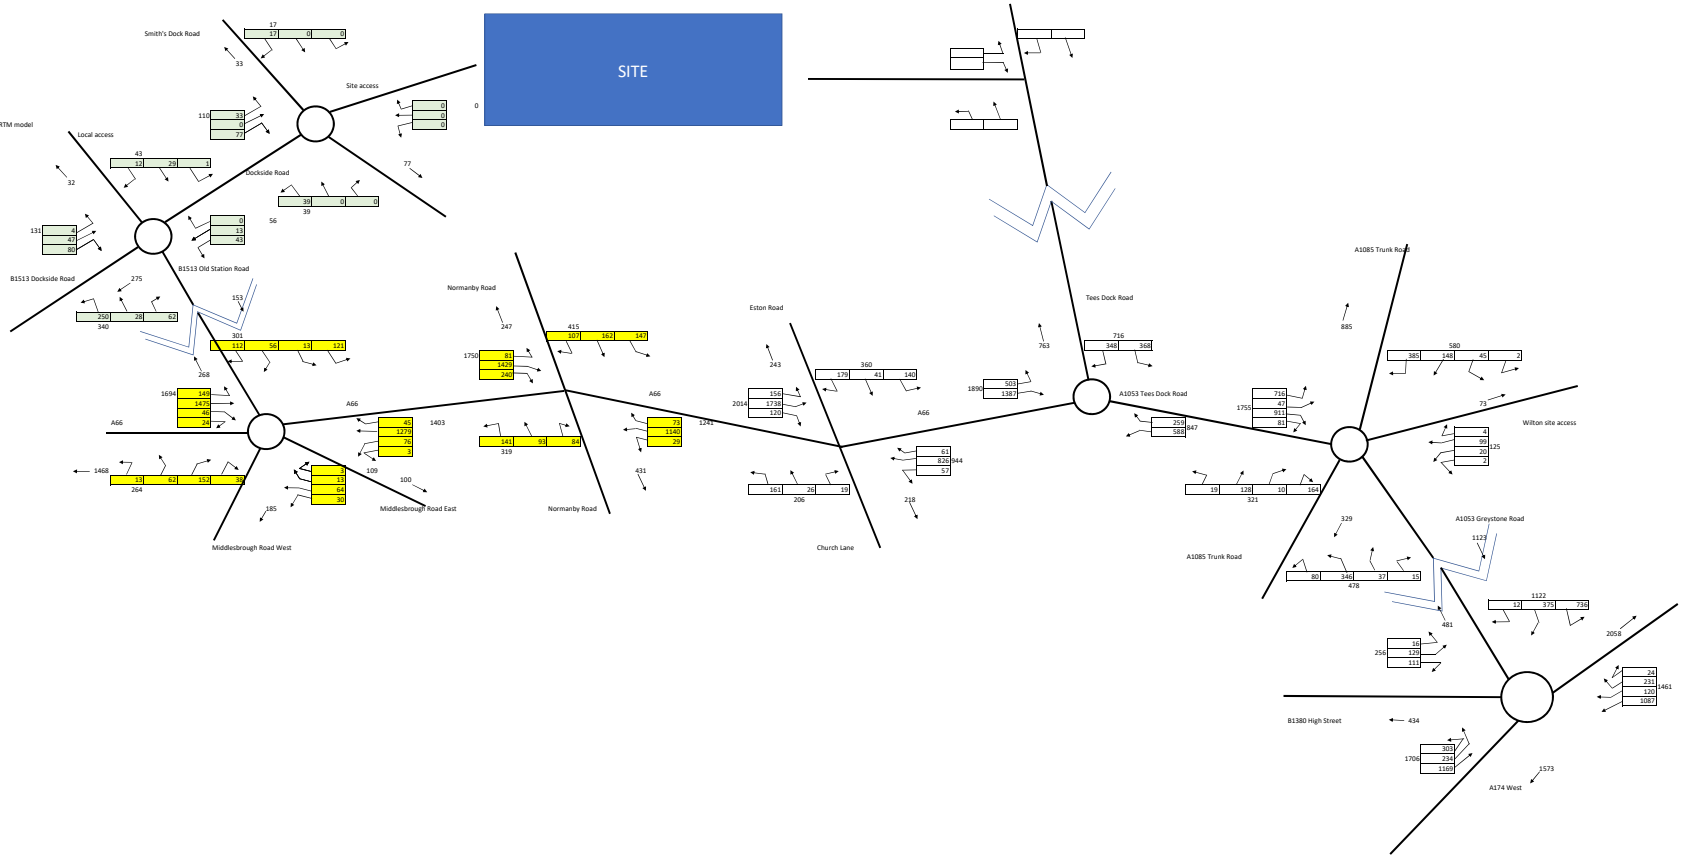 17
Smith's Dock Road
17 0 0
33
SITE
Site access
110 33
0
77
0
0
0
0
RTM model
Local access
43
12 29 1
77
Dockside Road
32
39 0 0
39
56
131 4
47
80
0
13
43
B1513 Old Station Road
B1513 Dockside Road
275
153
250 28 62
340
301
112 56 13 121
268
Normanby Road
247
415
107 162 147
1750 81
1429
240
Eston Road
243
360
179 41 140
Tees Dock Road
763
716
348 368
A1085 Trunk Road
885
580
385 148 45 2
1694 149
1475
46
24
A66
A66
45
1279
76
3
1403
A66
156
2014 1738
120
A66
503
1890 1387
A1053 Tees Dock Road
259
588
847
716
47
1755 911
81
73
Wilton site access
4
99
20
2
125
141 93 84
319
73
1140
29
1241
431
61
826
57
944
1468
13 62 152 38
264
185
3
13
64
30
109
100
Middlesbrough Road East
Middlesbrough Road West
Normanby Road
161 26 19
206
218
Church Lane
19 128 10 164
321
329
A1053 Greystone Road
1123
A1085 Trunk Road
80 346 37 15
478
481
1122
12 375 736
2058
16
256 129
111
24
231
120
1087
1461
B1380 High Street
434
303
1706 234
1169
1573
A174 West